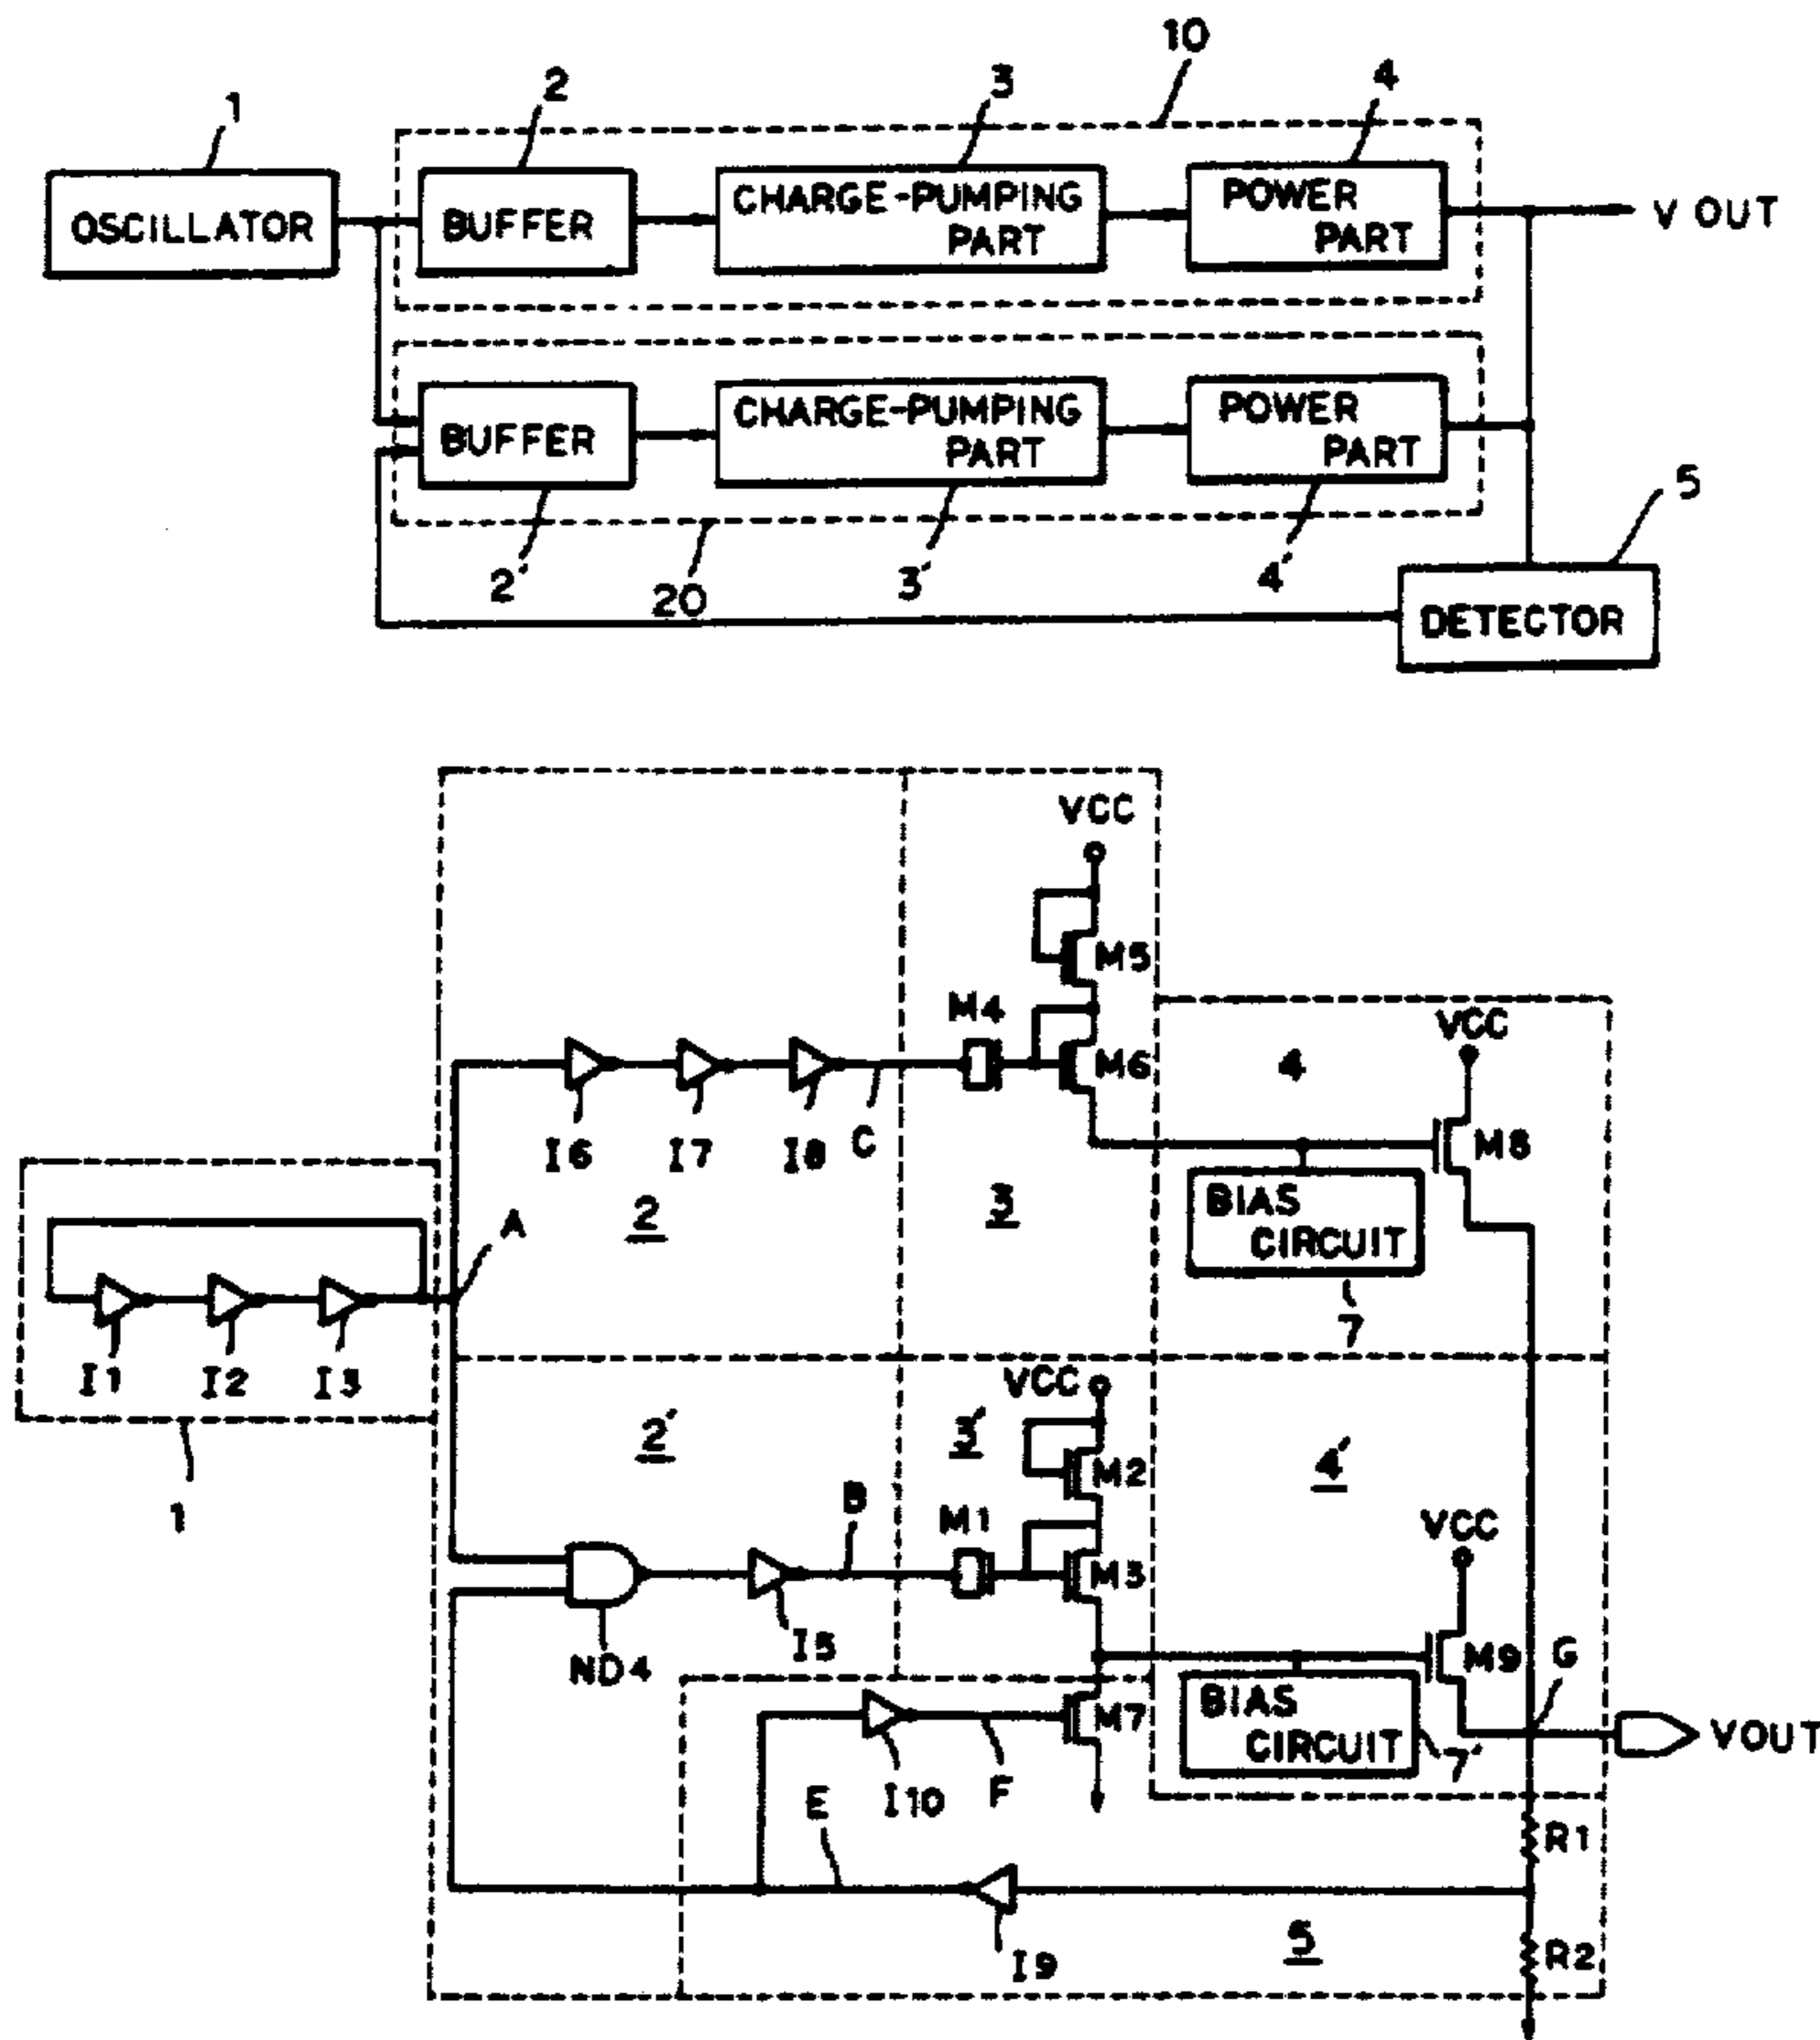 10
1
2
3
4
OSCILLATOR
BUFFER
CHARGE-PUMPING
PART
POWER
PART
V OUT
BUFFER
CHARGE-PUMPING
PART
POWER
PART
2'
20
3'
4'
5
DETECTOR
VCC
M5
M4
M6
4
VCC
M8
I6
I7
I8
C
2
3
BIAS
CIRCUIT
7
A
I1
I2
I3
1
2'
3'
VCC
M2
4'
B
M1
M3
VCC
ND4
I5
M9
G
M7
BIAS
CIRCUIT
7'
VOUT
I10
F
E
R1
I9
5
R2